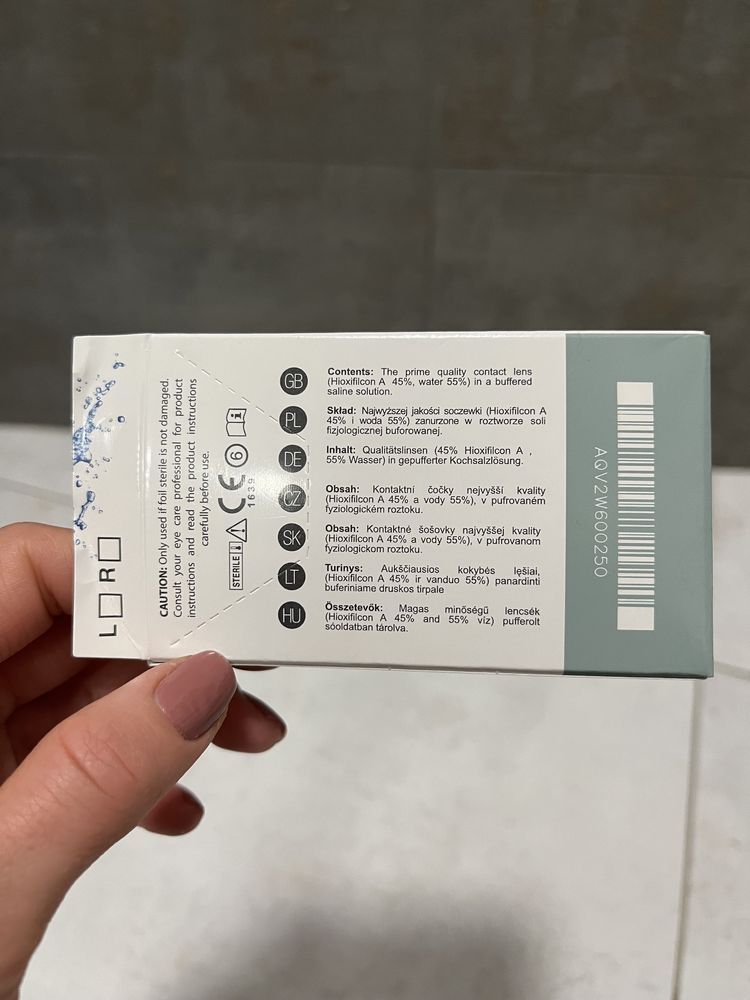 L R
CAUTION: Only used if foil sterile is not damaged.
Consult your eye care professional for product
instructions and read the product instructions
carefully before use.
STERILE
CE 6
1639
GB
Contents: The prime quality contact lens
(Hioxifilcon A 45%, water 55%) in a buffered
saline solution.
PL
Skład: Najwyższej jakości soczewki (Hioxifilcon A
45% i woda 55%) zanurzone w roztworze soli
fizjologicznej buforowanej.
DE
Inhalt: Qualitätslinsen (45% Hioxifilcon A ,
55% Wasser) in gepufferter Kochsalzlösung.
CZ
Obsah: Kontaktní čočky nejvyšší kvality
(Hioxifilcon A 45% a vody 55%), v pufrovaném
fyziologickém roztoku.
SK
Obsah: Kontaktné šošovky najvyššej kvality
(Hioxifilcon A 45% a vody 55%), v pufrovanom
fyziologickom roztoku.
LT
Turinys: Aukščiausios kokybės lęšiai,
(Hioxifilcon A 45% ir vanduo 55%) panardinti
buferiniame druskos tirpale
HU
Összetevők: Magas minőségű lencsék
(Hioxifilcon A 45% and 55% víz) pufferolt
sóoldatban tárolva.
AQV2W600250